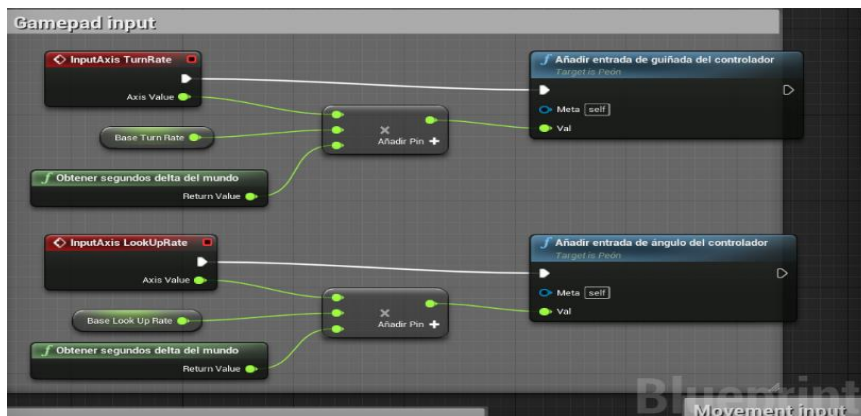 Gamepad input
InputAxis TurnRate
Axis Value
Base Turn Rate
Añadir Pin +
f Obtener segundos delta del mundo
Return Value
f Añadir entrada de guiñada del controlador
Target is Peón
Meta self
Val
InputAxis LookUpRate
Axis Value
Base Look Up Rate
Añadir Pin +
f Obtener segundos delta del mundo
Return Value
f Añadir entrada de ángulo del controlador
Target is Peón
Meta self
Val
Blueprint
Movement input